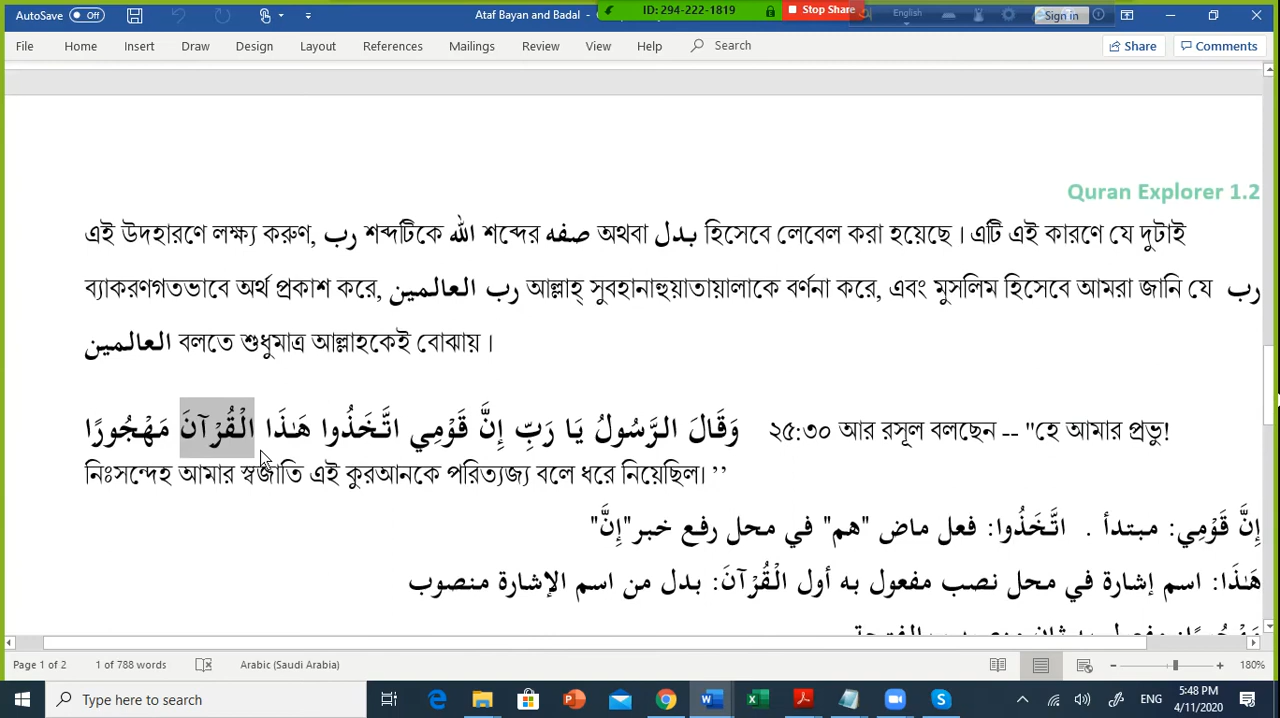 AutoSave Off
Ataf Bayan and Badal -
ID: 294-222-1819
Stop Share
English
Sign in
File Home Insert Draw Design Layout References Mailings Review View Help Search Share Comments
Quran Explorer 1.2
এই উদহারণে লক্ষ্য করুণ, رب শব্দটিকে الله শব্দের صفه অথবা بدل হিসেবে লেবেল করা হয়েছে। এটি এই কারণে যে দুটাই
ব্যাকরণগতভাবে অর্থ প্রকাশ করে, رب العالمين আল্লাহ্ সুবহানাহুয়াতায়ালাকে বর্ণনা করে, এবং মুসলিম হিসেবে আমরা জানি যে رب
العالمين বলতে শুধুমাত্র আল্লাহকেই বোঝায়।
وَقَالَ الرَّسُولُ يَا رَبِّ إِنَّ قَوْمِي اتَّخَذُوا هَـٰذَا الْقُرْآنَ مَهْجُورًا ২৫:৩০ আর রসূল বলছেন -- "হে আমার প্রভু!
নিঃসন্দেহ আমার স্বজাতি এই কুরআনকে পরিত্যজ্য বলে ধরে নিয়েছিল। ’’
إِنَّ قَوْمِي: مبتدأ . اتَّخَذُوا: فعل ماض "هم" في محل رفع خبر"إِنَّ"
هَـٰذَا: اسم إشارة في محل نصب مفعول به أول الْقُرْآنَ: بدل من اسم الإشارة منصوب
Page 1 of 2 1 of 788 words Arabic (Saudi Arabia) 180%
Type here to search
ENG
5:48 PM
4/11/2020